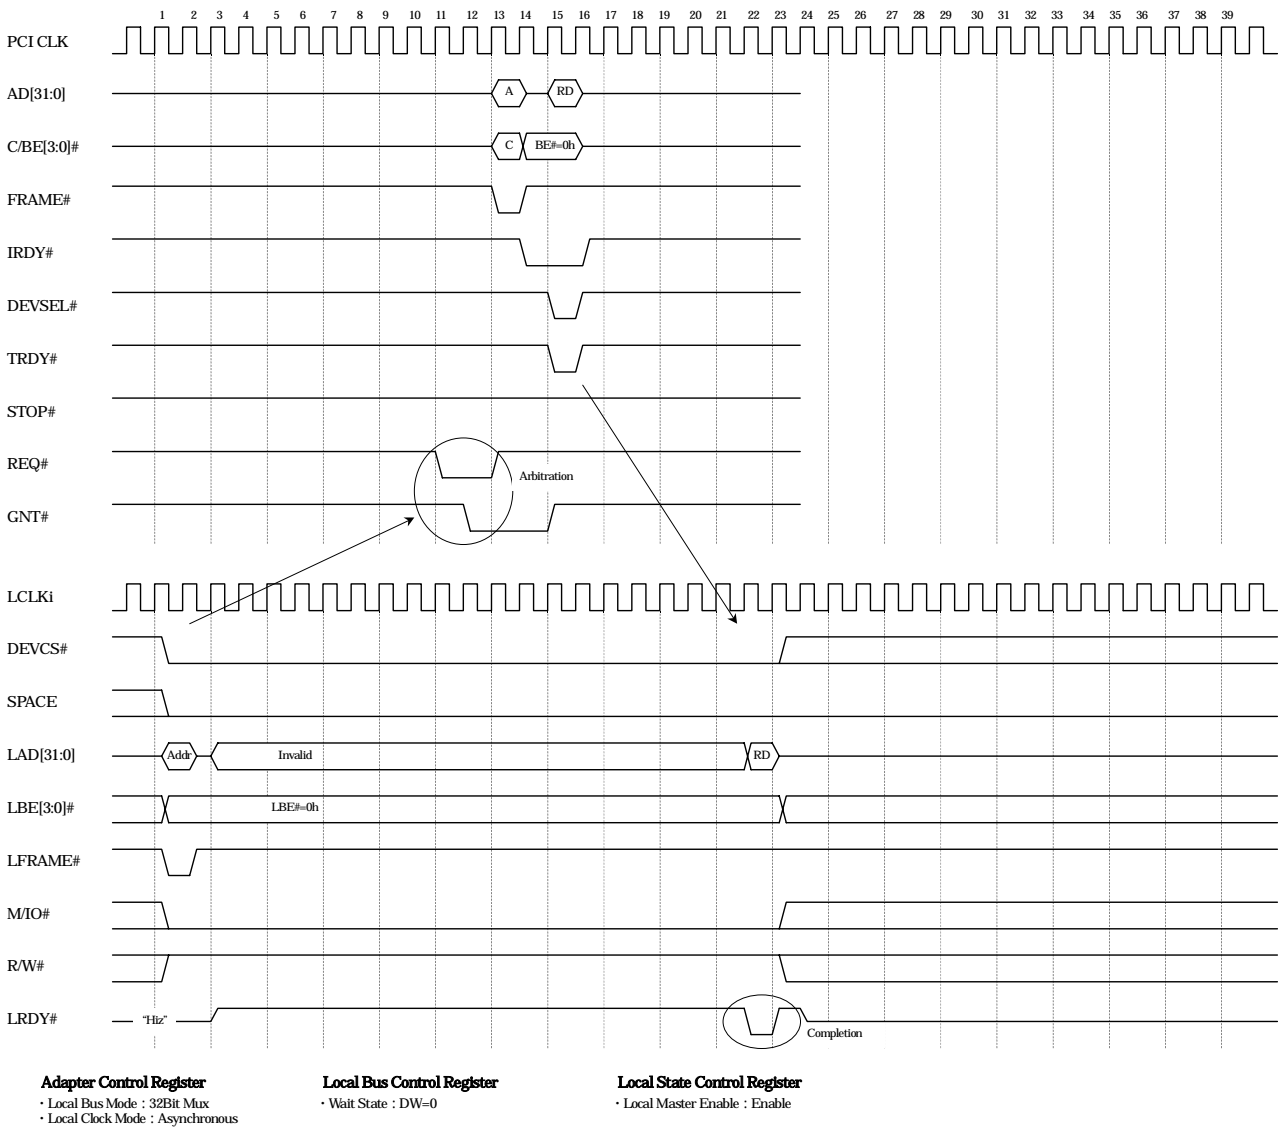 1 2 3 4 5 6 7 8 9 10 11 12 13 14 15 16 17 18 19 20 21 22 23 24 25 26 27 28 29 30 31 32 33 34 35 36 37 38 39
PCI CLK
AD[31:0] A RD
C/BE[3:0]# C BE#=0h
FRAME#
IRDY#
DEVSEL#
TRDY#
STOP#
REQ#
Arbitration
GNT#
LCLKi
DEVCS#
SPACE
LAD[31:0] Addr Invalid RD
LBE[3:0]# LBE#=0h
LFRAME#
M/IO#
R/W#
LRDY# "Hiz"
Completion
Adapter Control Register Local Bus Control Register Local State Control Register
・Local Bus Mode : 32Bit Mux ・Wait State : DW=0 ・Local Master Enable : Enable
・Local Clock Mode : Asynchronous